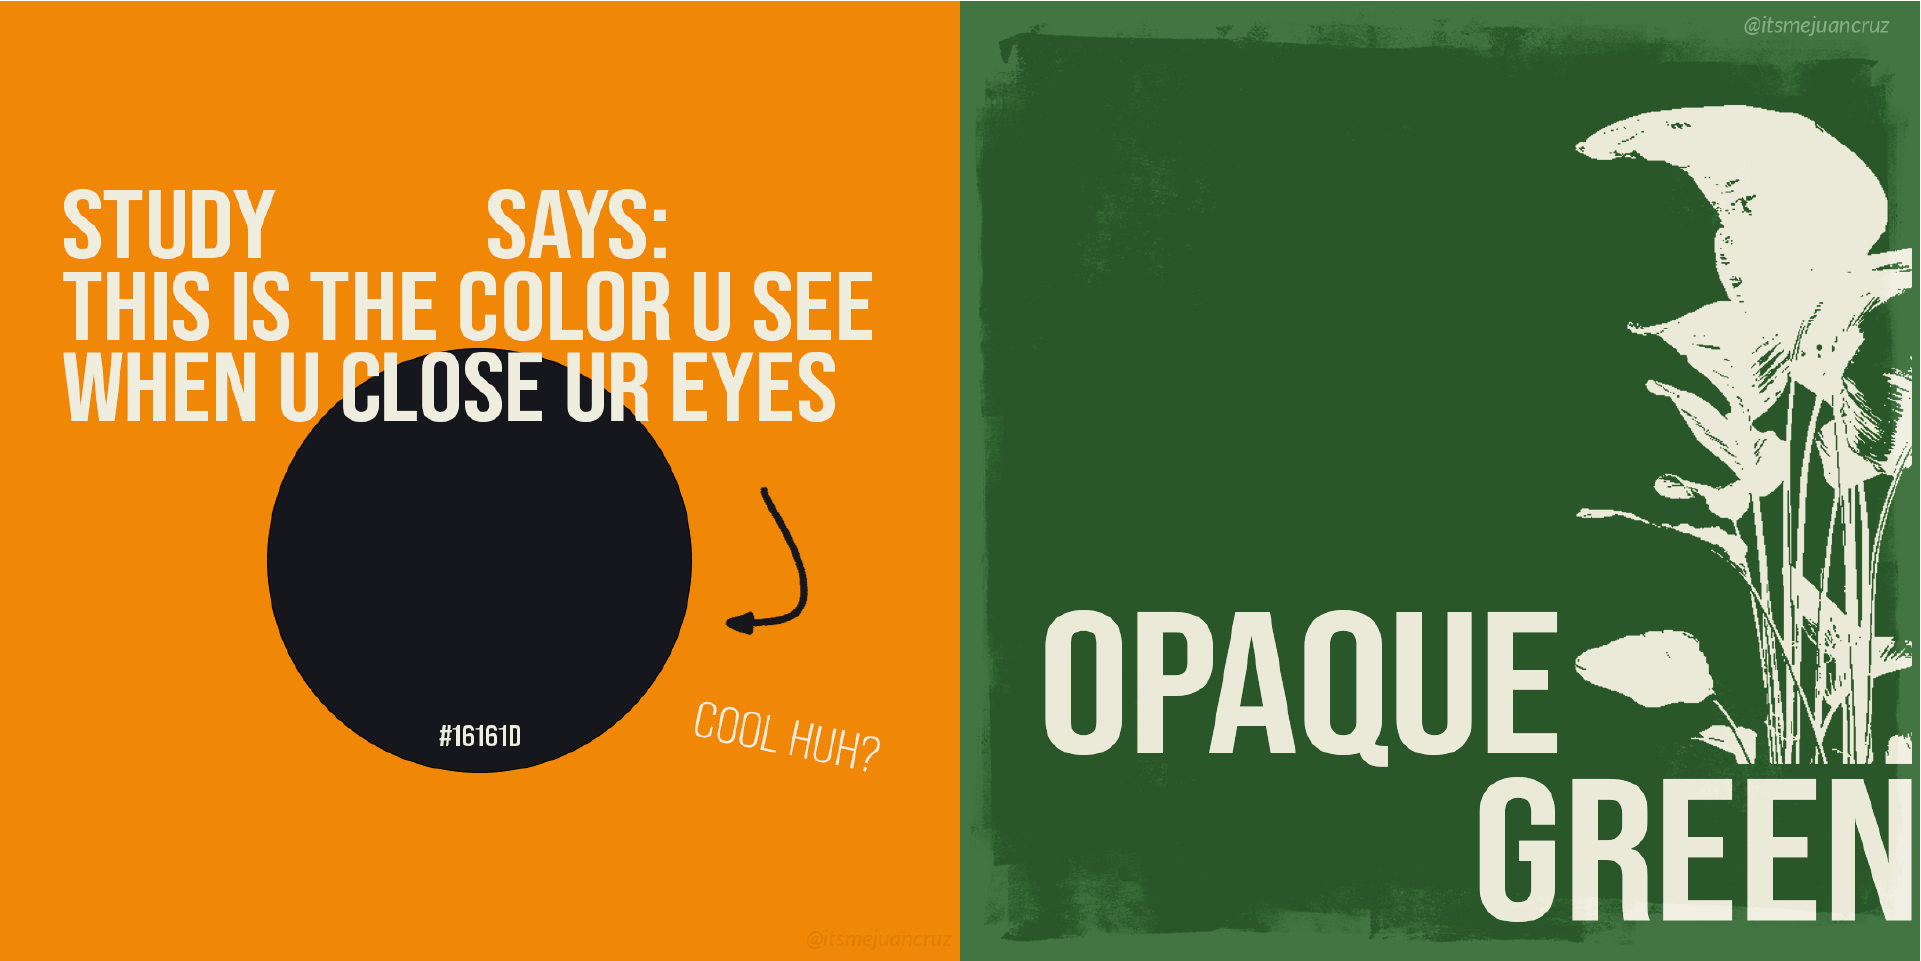 STUDY SAYS:
THIS IS THE COLOR U SEE
WHEN U CLOSE UR EYES
#16161D
COOL HUH?
@itsmejuancruz
@itsmejuancruz
OPAQUE
GREEN